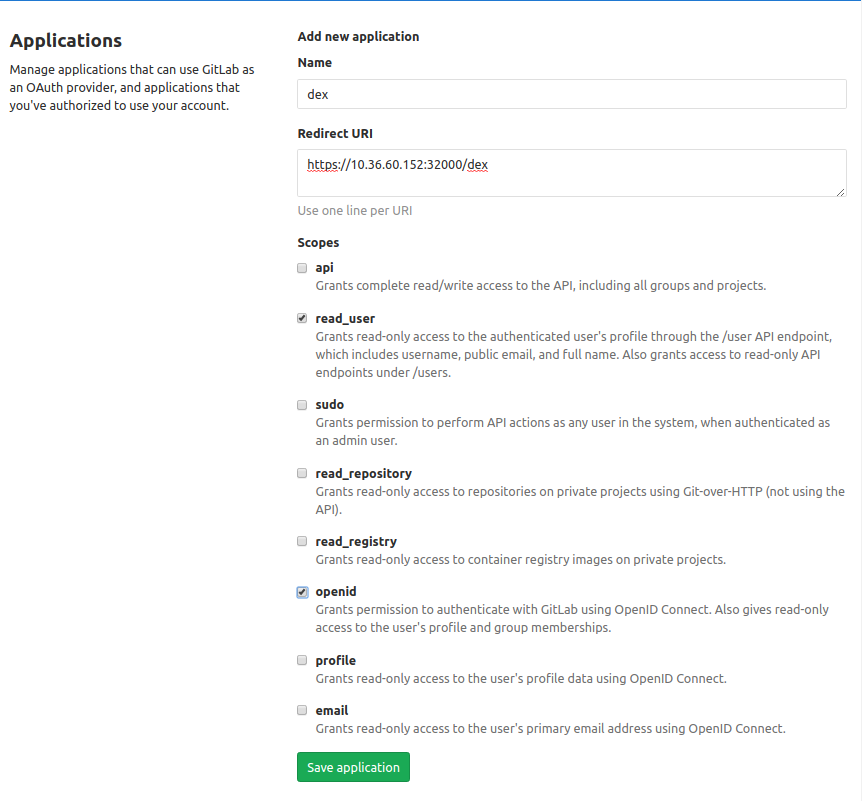 Applications
Manage applications that can use GitLab as
an OAuth provider, and applications that
you've authorized to use your account.
Add new application
Name
dex
Redirect URI
https://10.36.60.152:32000/dex
Use one line per URI
Scopes
api
Grants complete read/write access to the API, including all groups and projects.
read_user
Grants read-only access to the authenticated user's profile through the /user API endpoint,
which includes username, public email, and full name. Also grants access to read-only API
endpoints under /users.
sudo
Grants permission to perform API actions as any user in the system, when authenticated as
an admin user.
read_repository
Grants read-only access to repositories on private projects using Git-over-HTTP (not using the
API).
read_registry
Grants read-only access to container registry images on private projects.
openid
Grants permission to authenticate with GitLab using OpenID Connect. Also gives read-only
access to the user's profile and group memberships.
profile
Grants read-only access to the user's profile data using OpenID Connect.
email
Grants read-only access to the user's primary email address using OpenID Connect.
Save application